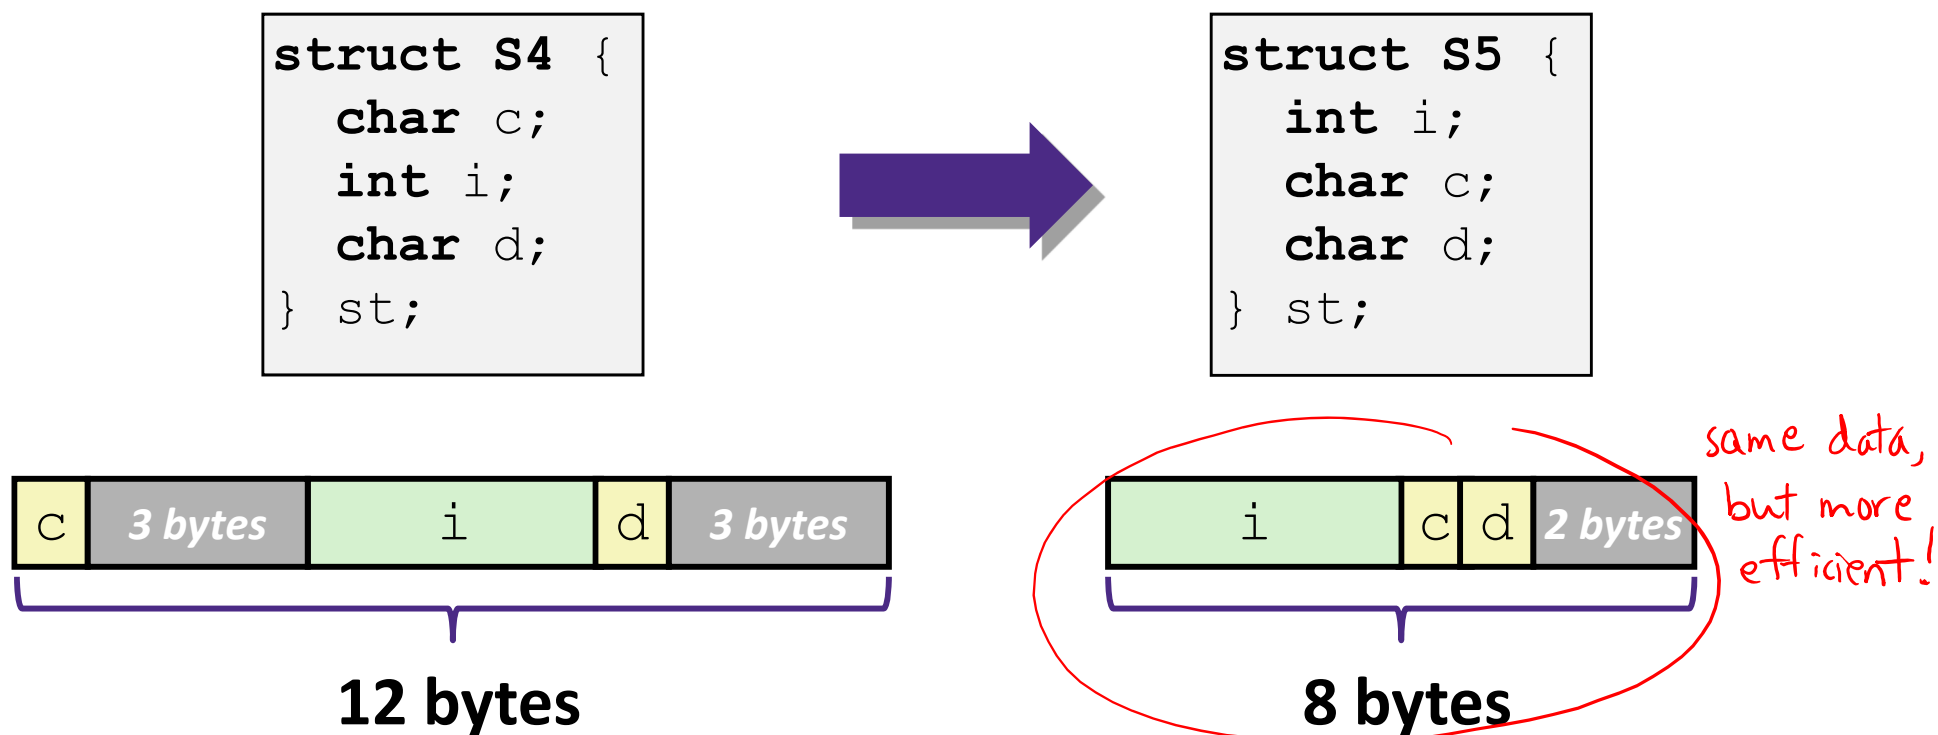 struct S4 {
char c;
int i;
char d;
} st;
struct S5 {
int i;
char c;
char d;
} st;
c 3 bytes i d 3 bytes
12 bytes
i c d 2 bytes
8 bytes
same data,
but more
efficient!